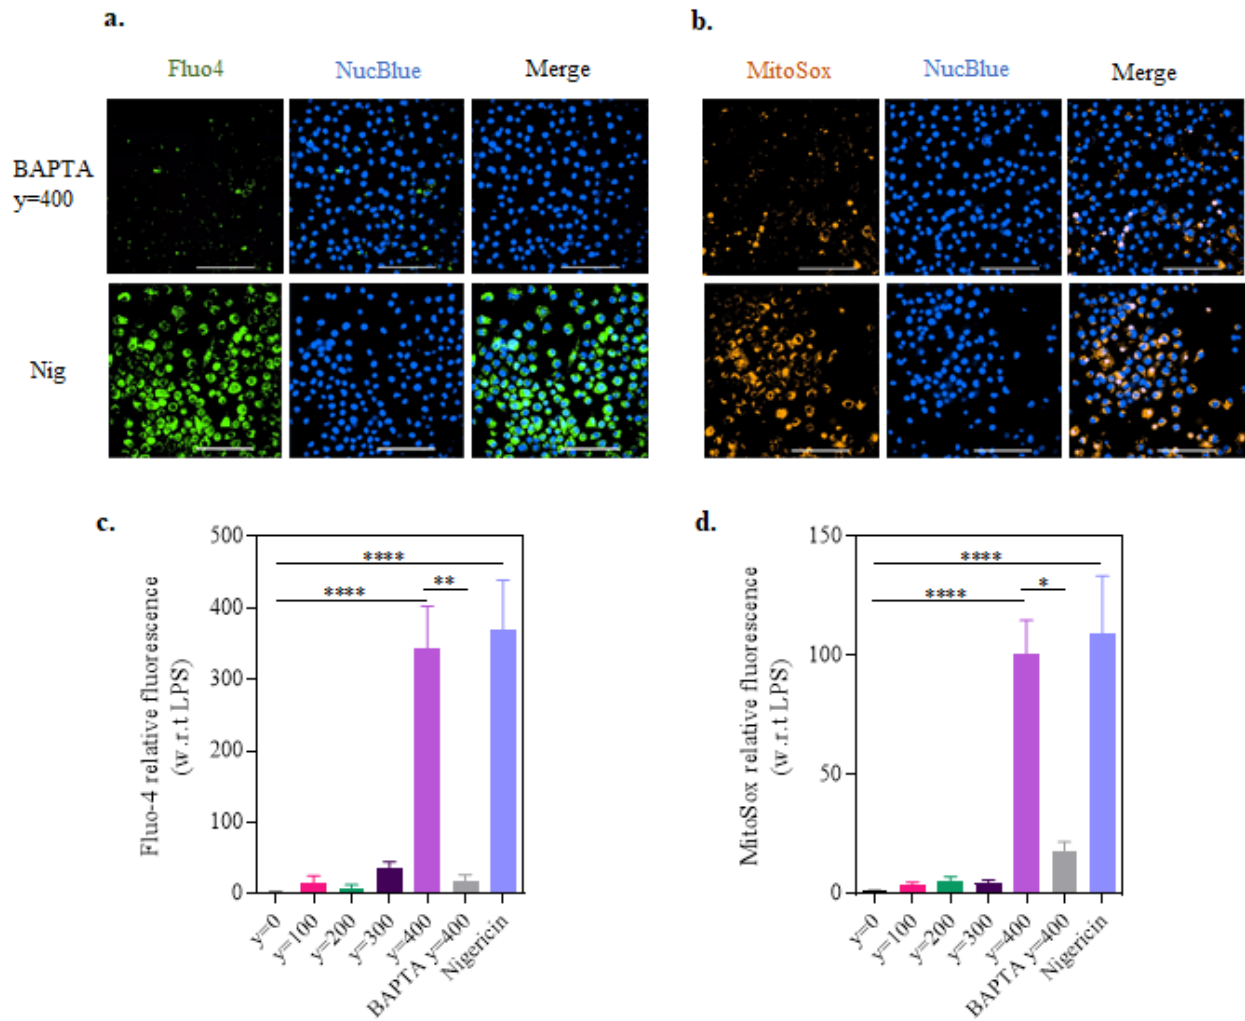 a.
Fluo4 NucBlue Merge
BAPTA
y=400
Nig
b.
MitoSox NucBlue Merge
c.
500
400
300
200
100
0
Fluo-4 relative fluorescence
(w.r.t LPS)
****
****
**
y=0
y=100
y=200
y=300
y=400
BAPTA y=400
Nigericin
d.
150
100
50
0
MitoSox relative fluorescence
(w.r.t LPS)
****
****
*
y=0
y=100
y=200
y=300
y=400
BAPTA y=400
Nigericin